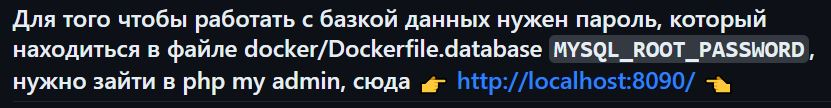 Для того чтобы работать с базкой данных нужен пароль, который
находиться в файле docker/Dockerfile.database MYSQL_ROOT_PASSWORD,
нужно зайти в php my admin, сюда 👉 http://localhost:8090/ 👈